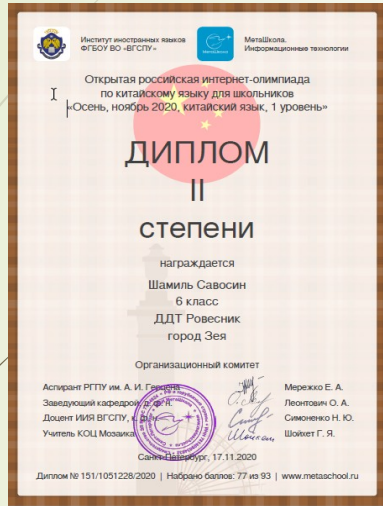 Институт иностранных языков
ФГБОУ ВО «ВГСПУ»
METASCHOOL
МетаШкола.
Информационные технологии
Открытая российская интернет-олимпиада
по китайскому языку для школьников
«Осень, ноябрь 2020, китайский язык, 1 уровень»
ДИПЛОМ
II
степени
награждается
Шамиль Савосин
6 класс
ДДТ Ровесник
город Зея
Организационный комитет
Аспирант РГПУ им. А. И. Герцена Мережко Е. А.
Заведующий кафедрой, д. ф. н. Леонтович О. А.
Доцент ИИЯ ВГСПУ, к. ф. н. Симоненко Н. Ю.
Учитель КОЦ Мозаика Шойхет Г. Я.
Санкт-Петербург, 17.11.2020
Диплом № 151/1051228/2020 | Набрано баллов: 77 из 93 | www.metaschool.ru